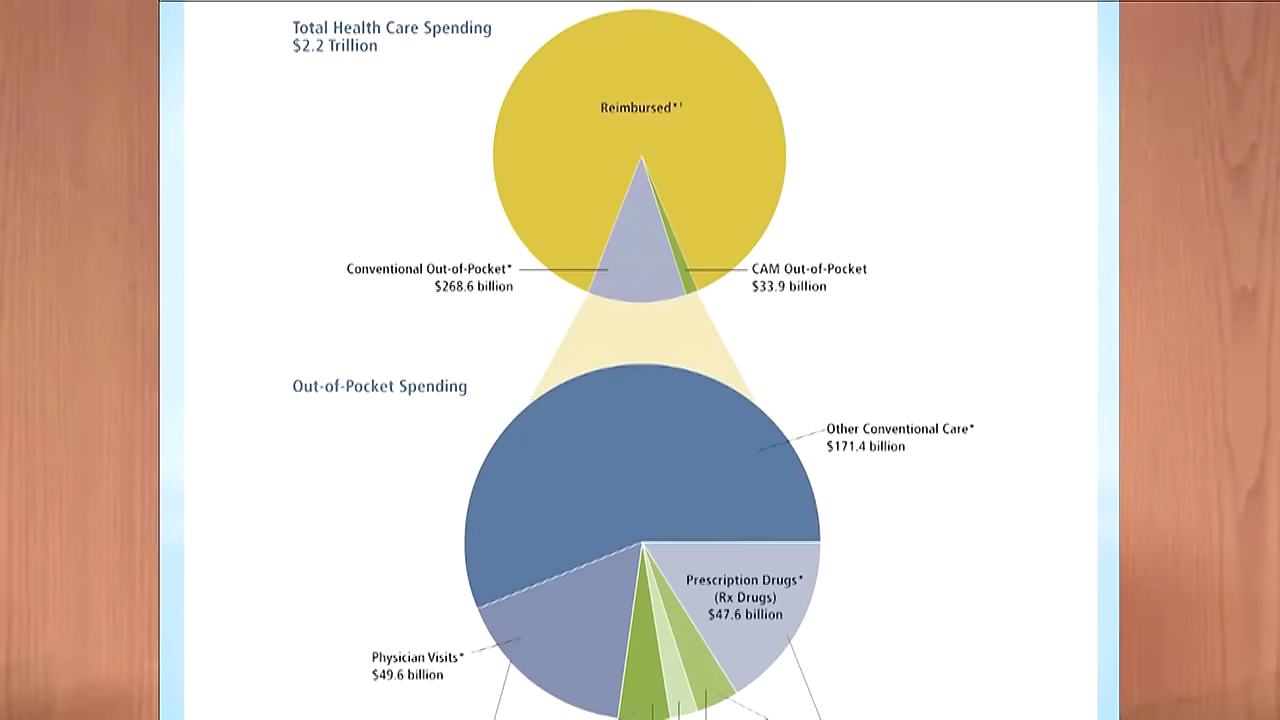 Total Health Care Spending
$2.2 Trillion
Reimbursed*†
Conventional Out-of-Pocket*
$268.6 billion
CAM Out-of-Pocket
$33.9 billion
Out-of-Pocket Spending
Other Conventional Care*
$171.4 billion
Prescription Drugs*
(Rx Drugs)
$47.6 billion
Physician Visits*
$49.6 billion